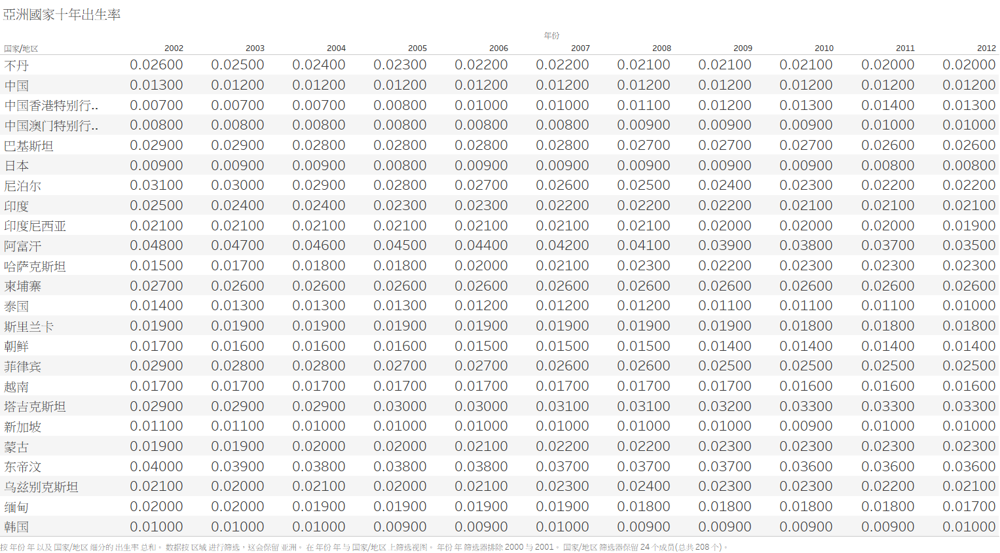 亞洲國家十年出生率
年份
国家/地区 2002 2003 2004 2005 2006 2007 2008 2009 2010 2011 2012
不丹 0.02600 0.02500 0.02400 0.02300 0.02200 0.02200 0.02100 0.02100 0.02100 0.02000 0.02000
中国 0.01300 0.01200 0.01200 0.01200 0.01200 0.01200 0.01200 0.01200 0.01200 0.01200 0.01200
中国香港特别行.. 0.00700 0.00700 0.00700 0.00800 0.01000 0.01000 0.01100 0.01200 0.01300 0.01400 0.01300
中国澳门特别行.. 0.00800 0.00800 0.00800 0.00800 0.00800 0.00800 0.00900 0.00900 0.00900 0.01000 0.01000
巴基斯坦 0.02900 0.02900 0.02800 0.02800 0.02800 0.02800 0.02700 0.02700 0.02700 0.02600 0.02600
日本 0.00900 0.00900 0.00900 0.00800 0.00900 0.00900 0.00900 0.00900 0.00900 0.00800 0.00800
尼泊尔 0.03100 0.03000 0.02900 0.02800 0.02700 0.02600 0.02500 0.02400 0.02300 0.02200 0.02200
印度 0.02500 0.02400 0.02400 0.02300 0.02300 0.02200 0.02200 0.02200 0.02100 0.02100 0.02100
印度尼西亚 0.02100 0.02100 0.02100 0.02100 0.02100 0.02100 0.02100 0.02000 0.02000 0.02000 0.01900
阿富汗 0.04800 0.04700 0.04600 0.04500 0.04400 0.04200 0.04100 0.03900 0.03800 0.03700 0.03500
哈萨克斯坦 0.01500 0.01700 0.01800 0.01800 0.02000 0.02100 0.02300 0.02200 0.02300 0.02300 0.02300
柬埔寨 0.02700 0.02600 0.02600 0.02600 0.02600 0.02600 0.02600 0.02600 0.02600 0.02600 0.02600
泰国 0.01400 0.01300 0.01300 0.01300 0.01200 0.01200 0.01200 0.01100 0.01100 0.01100 0.01000
斯里兰卡 0.01900 0.01900 0.01900 0.01900 0.01900 0.01900 0.01900 0.01900 0.01800 0.01800 0.01800
朝鲜 0.01700 0.01600 0.01600 0.01600 0.01500 0.01500 0.01500 0.01400 0.01400 0.01400 0.01400
菲律宾 0.02900 0.02800 0.02800 0.02700 0.02700 0.02600 0.02600 0.02500 0.02500 0.02500 0.02500
越南 0.01700 0.01700 0.01700 0.01700 0.01700 0.01700 0.01700 0.01700 0.01600 0.01600 0.01600
塔吉克斯坦 0.02900 0.02900 0.02900 0.03000 0.03000 0.03100 0.03100 0.03200 0.03300 0.03300 0.03300
新加坡 0.01100 0.01100 0.01000 0.01000 0.01000 0.01000 0.01000 0.01000 0.00900 0.01000 0.01000
蒙古 0.01900 0.01900 0.02000 0.02000 0.02100 0.02200 0.02200 0.02300 0.02300 0.02300 0.02300
东帝汶 0.04000 0.03900 0.03800 0.03800 0.03800 0.03700 0.03700 0.03700 0.03600 0.03600 0.03600
乌兹别克斯坦 0.02100 0.02000 0.02100 0.02000 0.02100 0.02300 0.02400 0.02300 0.02300 0.02200 0.02100
缅甸 0.02000 0.02000 0.01900 0.01900 0.01900 0.01900 0.01800 0.01800 0.01800 0.01800 0.01700
韩国 0.01000 0.01000 0.01000 0.00900 0.00900 0.01000 0.00900 0.00900 0.00900 0.00900 0.01000
按 年份 年 以及 国家/地区 细分的 出生率 总和。 数据按 区域 进行筛选，这会保留 亚洲。 在 年份 年 与 国家/地区 上筛选视图。 年份 年 筛选器排除 2000 与 2001。 国家/地区 筛选器保留 24 个成员(总共 208 个)。